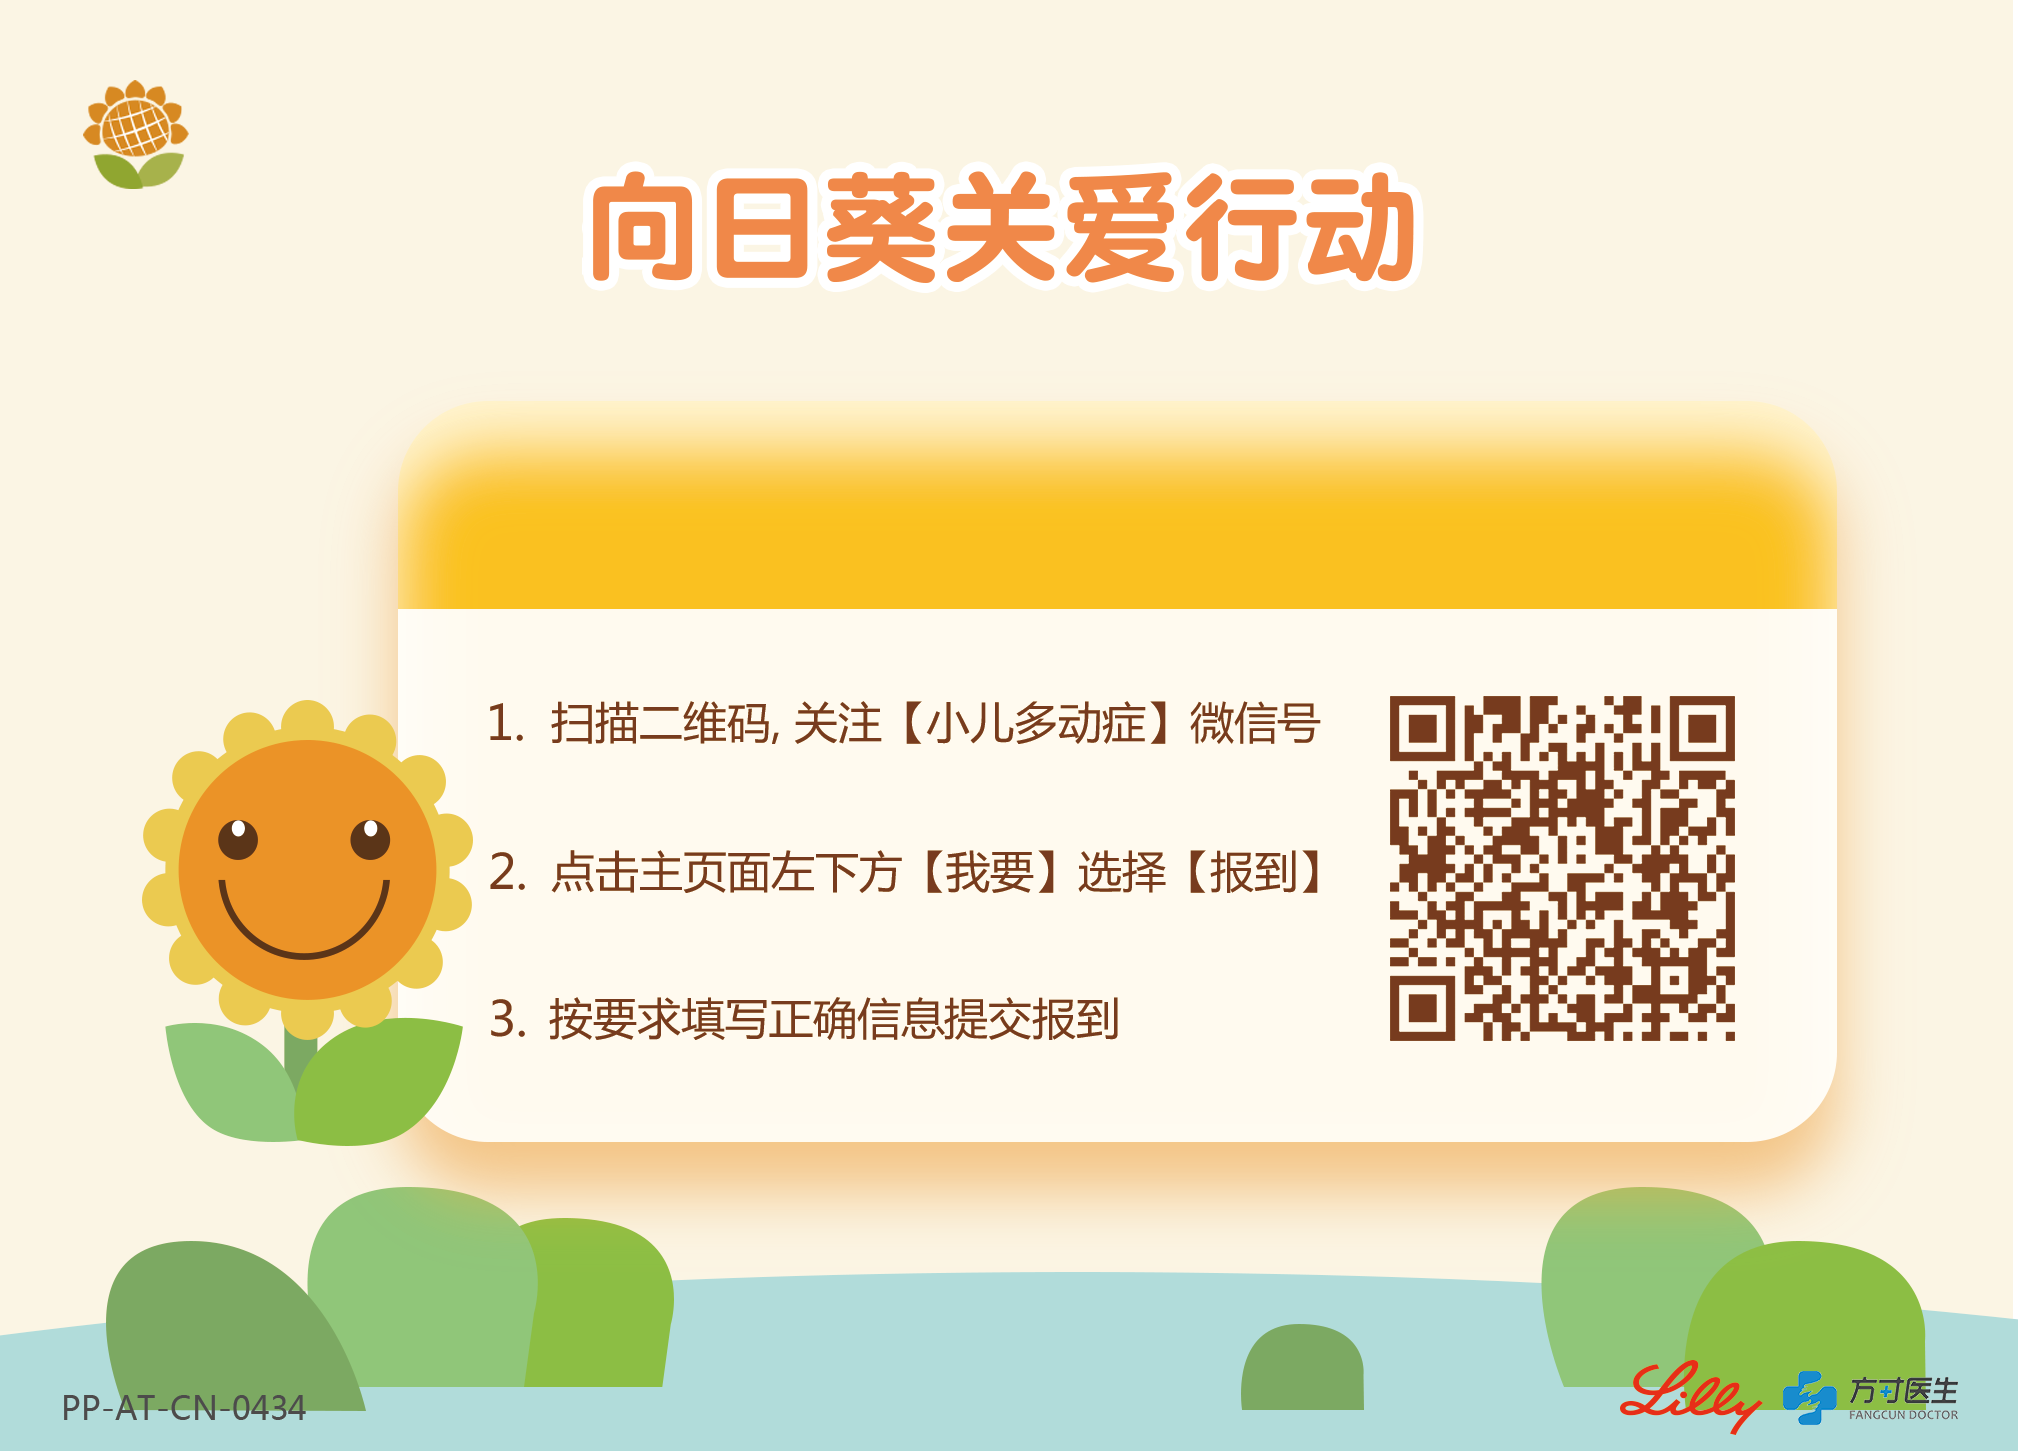 向日葵关爱行动
1. 扫描二维码, 关注【小儿多动症】微信号
2. 点击主页面左下方【我要】选择【报到】
3. 按要求填写正确信息提交报到
PP-AT-CN-0434
Lilly
方寸医生
FANGCUN DOCTOR